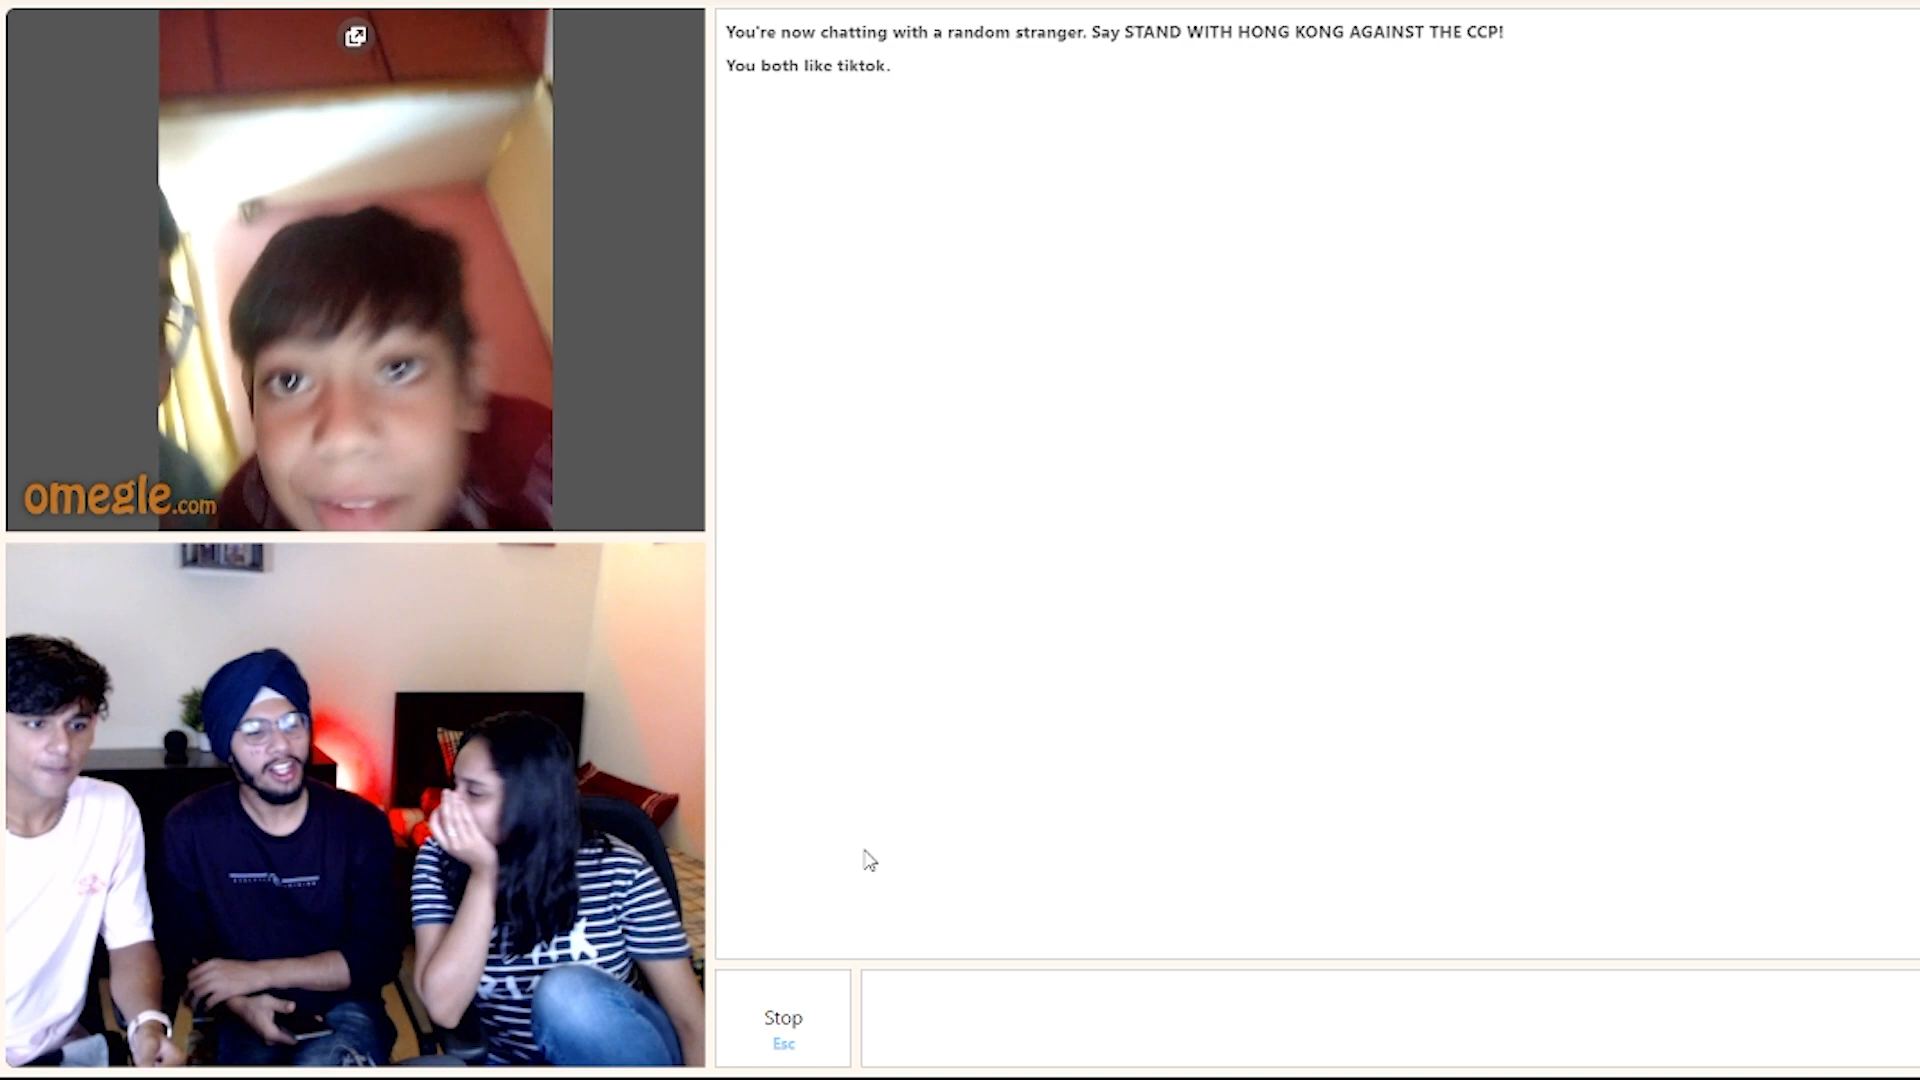 You're now chatting with a random stranger. Say STAND WITH HONG KONG AGAINST THE CCP!
You both like tiktok.
omegle.com
Stop
Esc